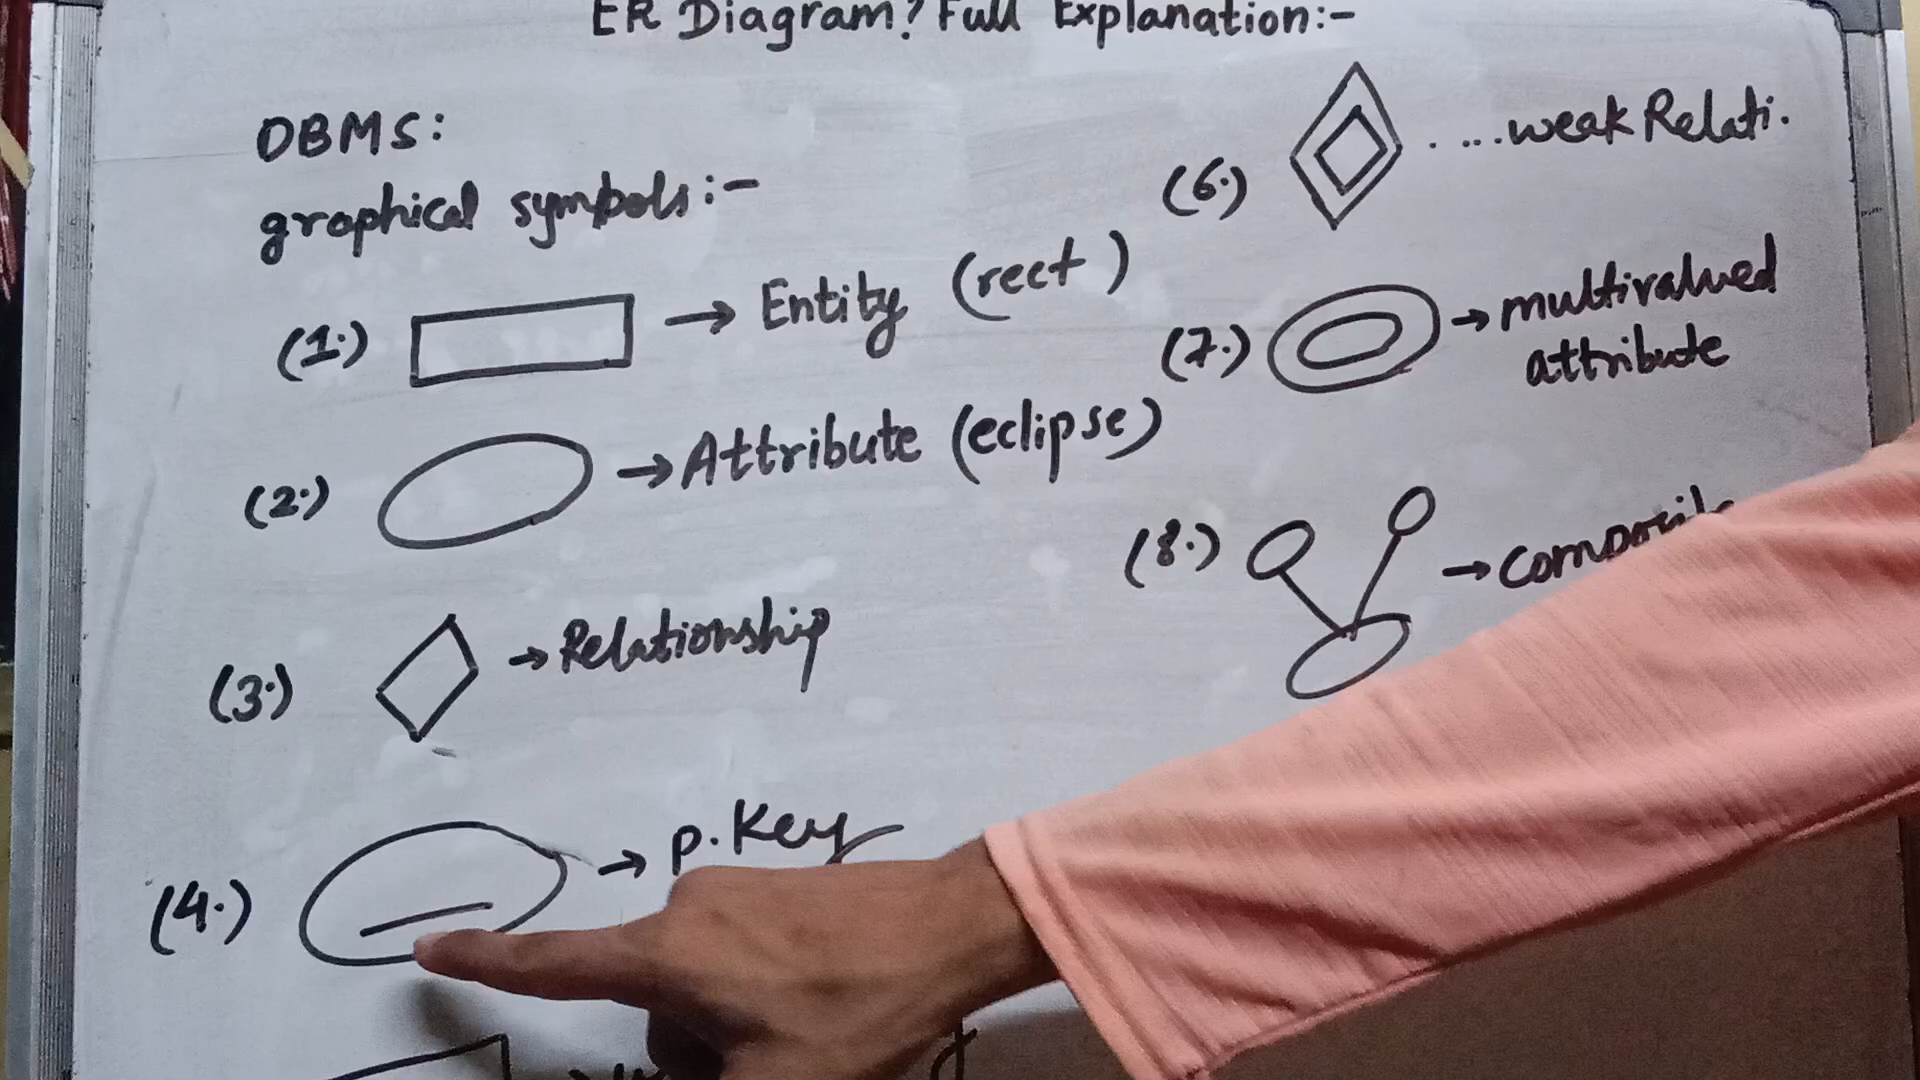 ER Diagram? Full Explanation:-
DBMS:
graphical symbols:-
(1.) → Entity (rect)
(2.) → Attribute (eclipse)
(3.) → Relationship
(4.) → P. Key
(6.) .....weak Relati.
(7.) → multivalued
attribute
(8.) →